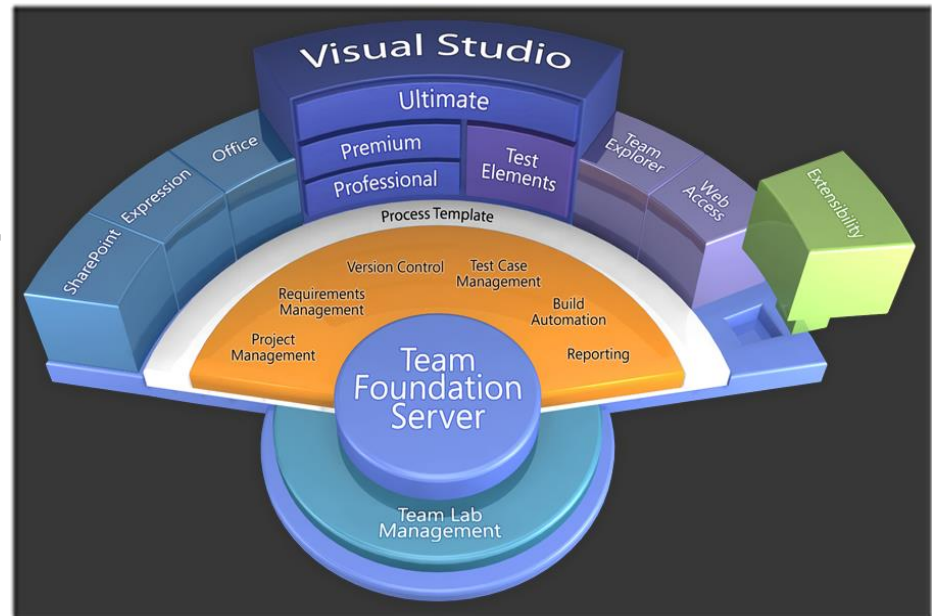 Visual Studio
Ultimate
Premium
Professional
Test
Elements
Office
Expression
SharePoint
Team
Explorer
Web
Access
Extensibility
Process Template
Version Control
Test Case
Management
Requirements
Management
Build
Automation
Project
Management
Reporting
Team
Foundation
Server
Team Lab
Management